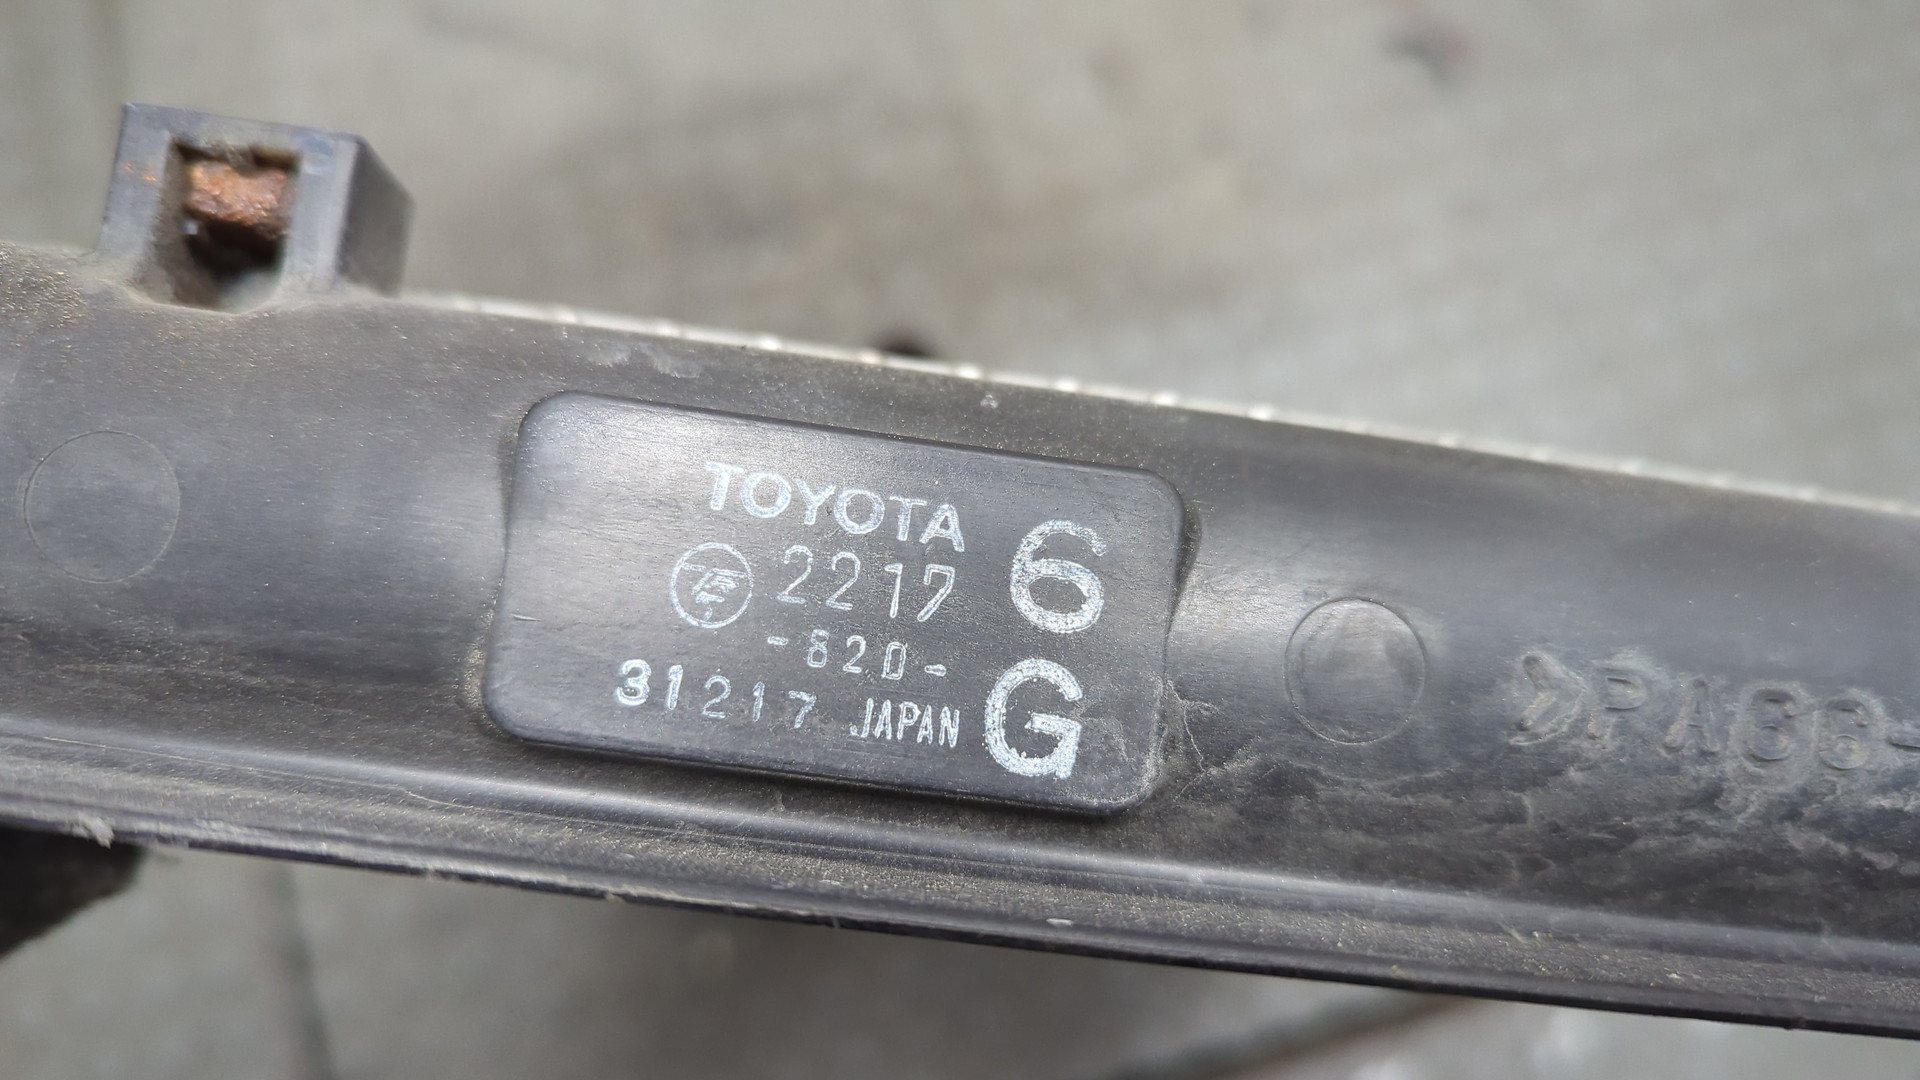 TOYOTA
2217 6
-820-
31217 JAPAN G
>PA66-